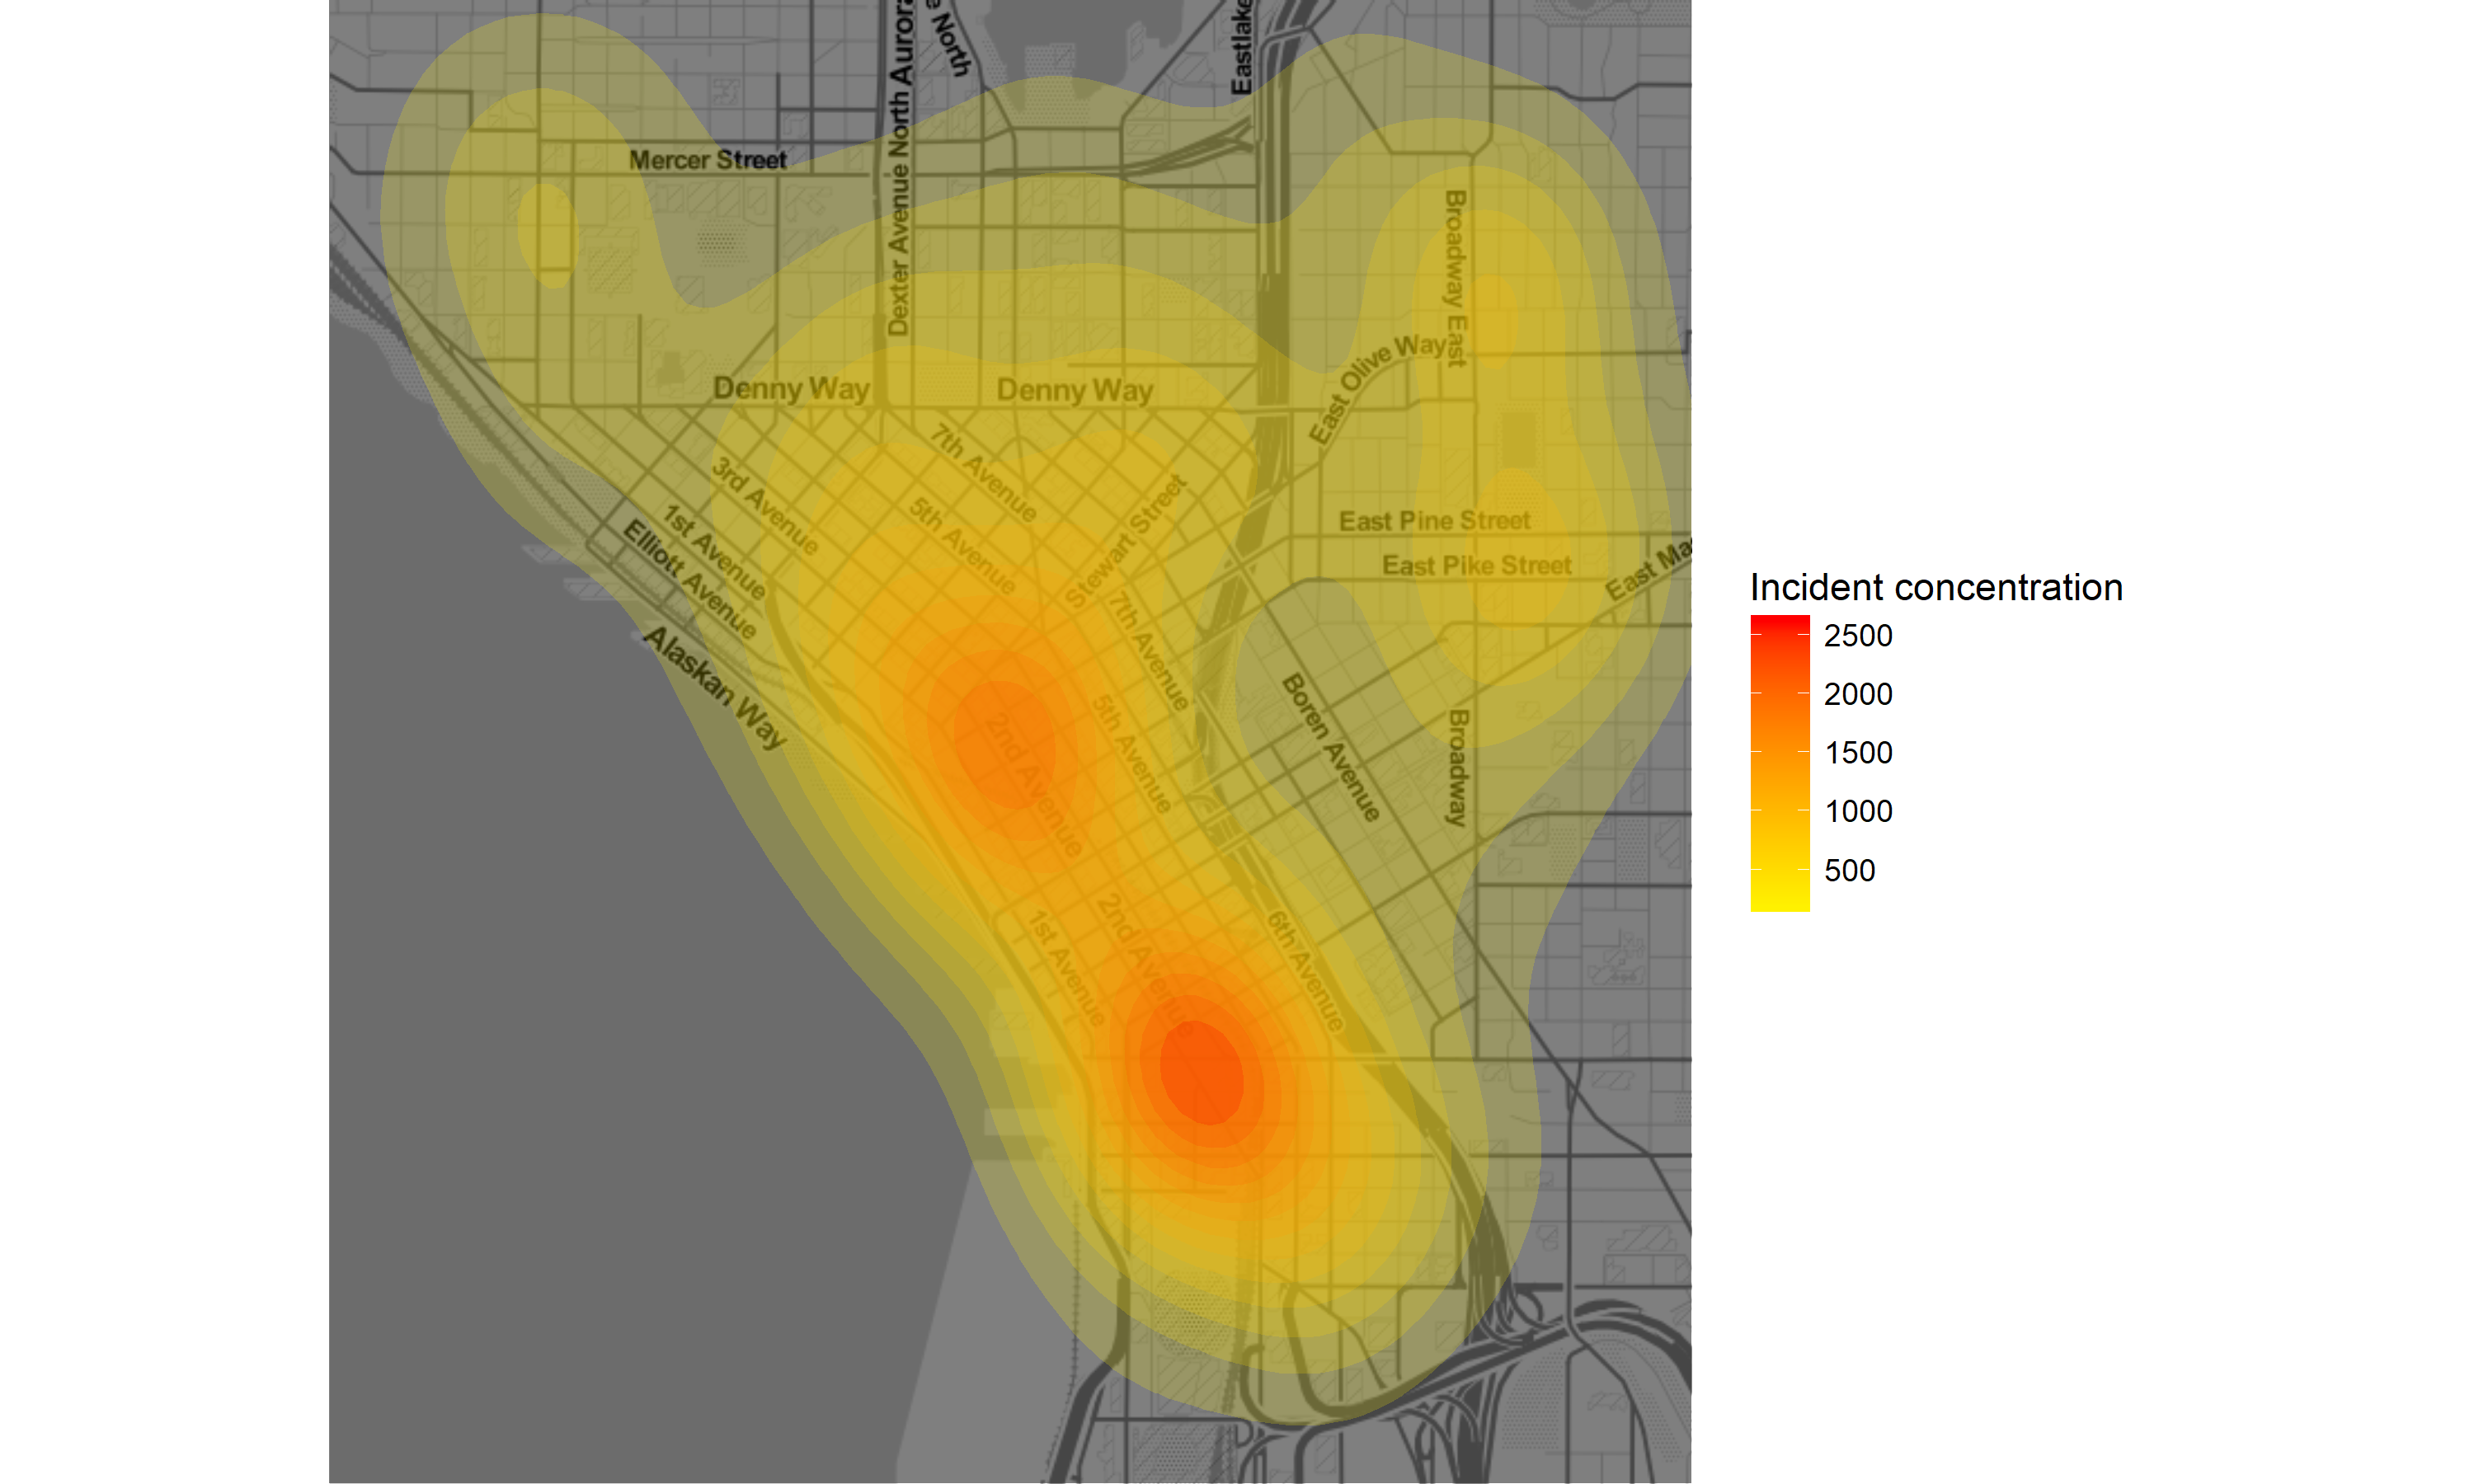 Aurora
e North
Eastlake
Mercer Street
Dexter Avenue North
Broadway East
East Olive Way
Denny Way
Denny Way
7th Avenue
3rd Avenue
5th Avenue
Stewart Street
1st Avenue
East Pine Street
Elliott Avenue
East Pike Street
East Ma
7th Avenue
Alaskan Way
Boren Avenue
5th Avenue
2nd Avenue
Broadway
2nd Avenue
1st Avenue
6th Avenue
Incident concentration
2500
2000
1500
1000
500